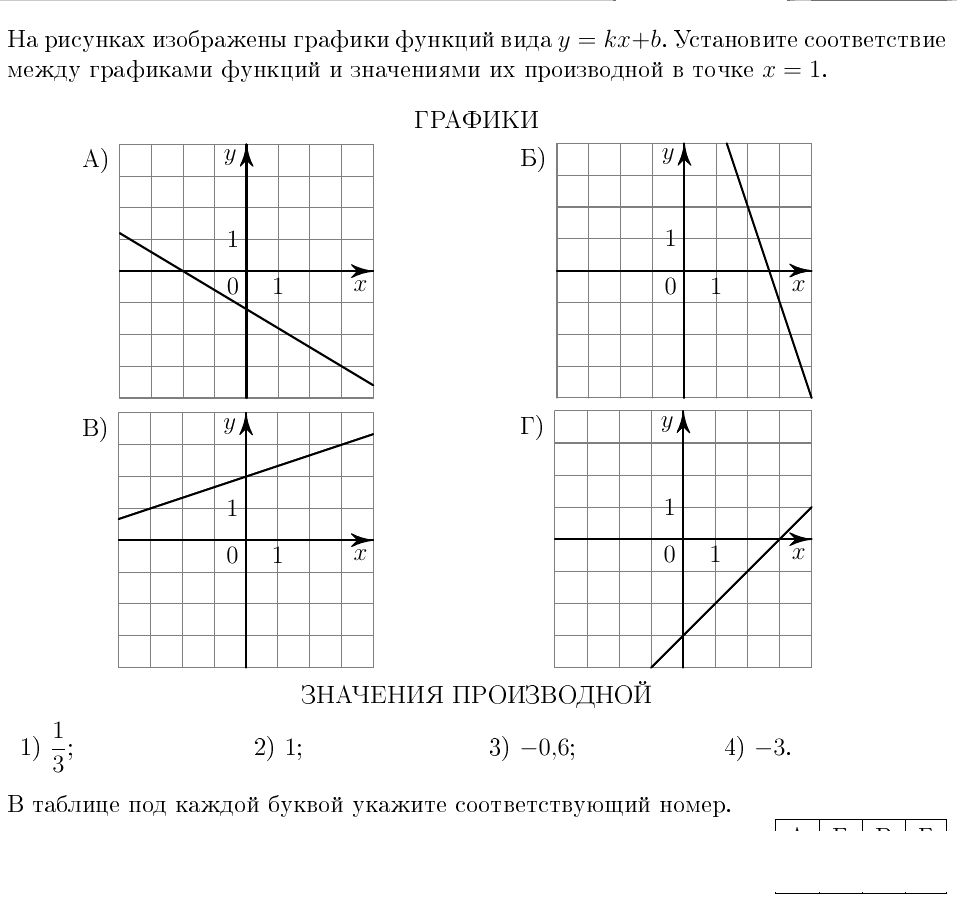 На рисунках изображены графики функций вида y = kx+b. Установите соответствие
между графиками функций и значениями их производной в точке x = 1.
ГРАФИКИ
А) y 1 0 1 x
Б) y 1 0 1 x
В) y 1 0 1 x
Г) y 1 0 1 x
ЗНАЧЕНИЯ ПРОИЗВОДНОЙ
1) 1/3; 2) 1; 3) −0,6; 4) −3.
В таблице под каждой буквой укажите соответствующий номер.